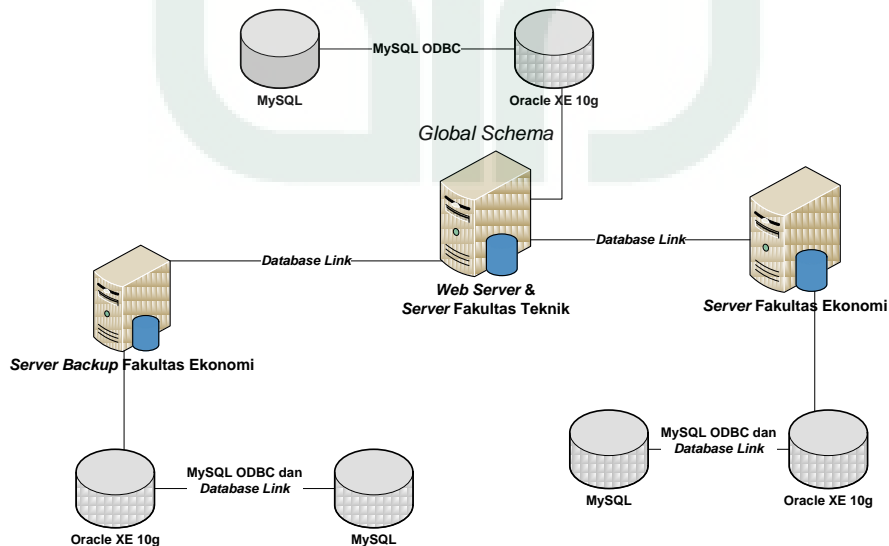 MySQL ODBC
MySQL
Oracle XE 10g
Global Schema
Database Link
Database Link
Web Server &
Server Fakultas Teknik
Server Fakultas Ekonomi
Server Backup Fakultas Ekonomi
MySQL ODBC dan
Database Link
MySQL
Oracle XE 10g
MySQL ODBC dan
Database Link
Oracle XE 10g
MySQL